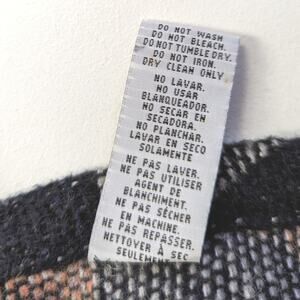 DO NOT WASH
DO NOT BLEACH.
DO NOT TUMBLE DRY.
DO NOT IRON.
DRY CLEAN ONLY.
NO LAVAR.
NO USAR
BLANQUEADOR.
NO SECAR EN
SECADORA.
NO PLANCHAR.
LAVAR EN SECO
SOLAMENTE
NE PAS LAVER.
NE PAS UTILISER
AGENT DE
BLANCHIMENT.
NE PAS SÉCHER
EN MACHINE.
NE PAS REPASSER.
NETTOYER À SEC
SEULEMENT